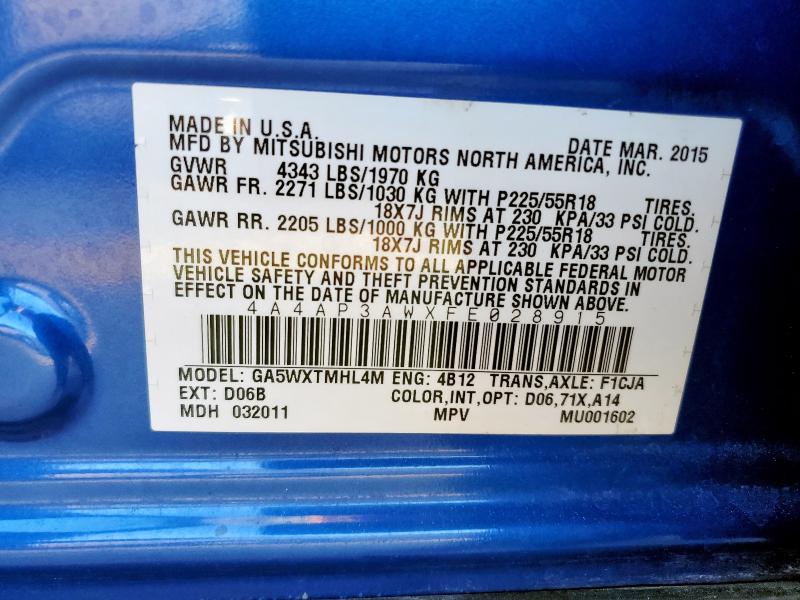 MADE IN U.S.A. DATE MAR. 2015
MFD BY MITSUBISHI MOTORS NORTH AMERICA, INC.
GVWR 4343 LBS/1970 KG
GAWR FR. 2271 LBS/1030 KG WITH P225/55R18 TIRES.
18X7J RIMS AT 230 KPA/33 PSI COLD.
GAWR RR. 2205 LBS/1000 KG WITH P225/55R18 TIRES.
18X7J RIMS AT 230 KPA/33 PSI COLD.
THIS VEHICLE CONFORMS TO ALL APPLICABLE FEDERAL MOTOR
VEHICLE SAFETY AND THEFT PREVENTION STANDARDS IN
EFFECT ON THE DATE OF MANUFACTURE SHOWN ABOVE.
4A4AP3AWXFE028915
MODEL: GA5WXTMHL4M ENG: 4B12 TRANS,AXLE: F1CJA
EXT: D06B COLOR,INT,OPT: D06,71X,A14
MDH 032011 MPV MU001602